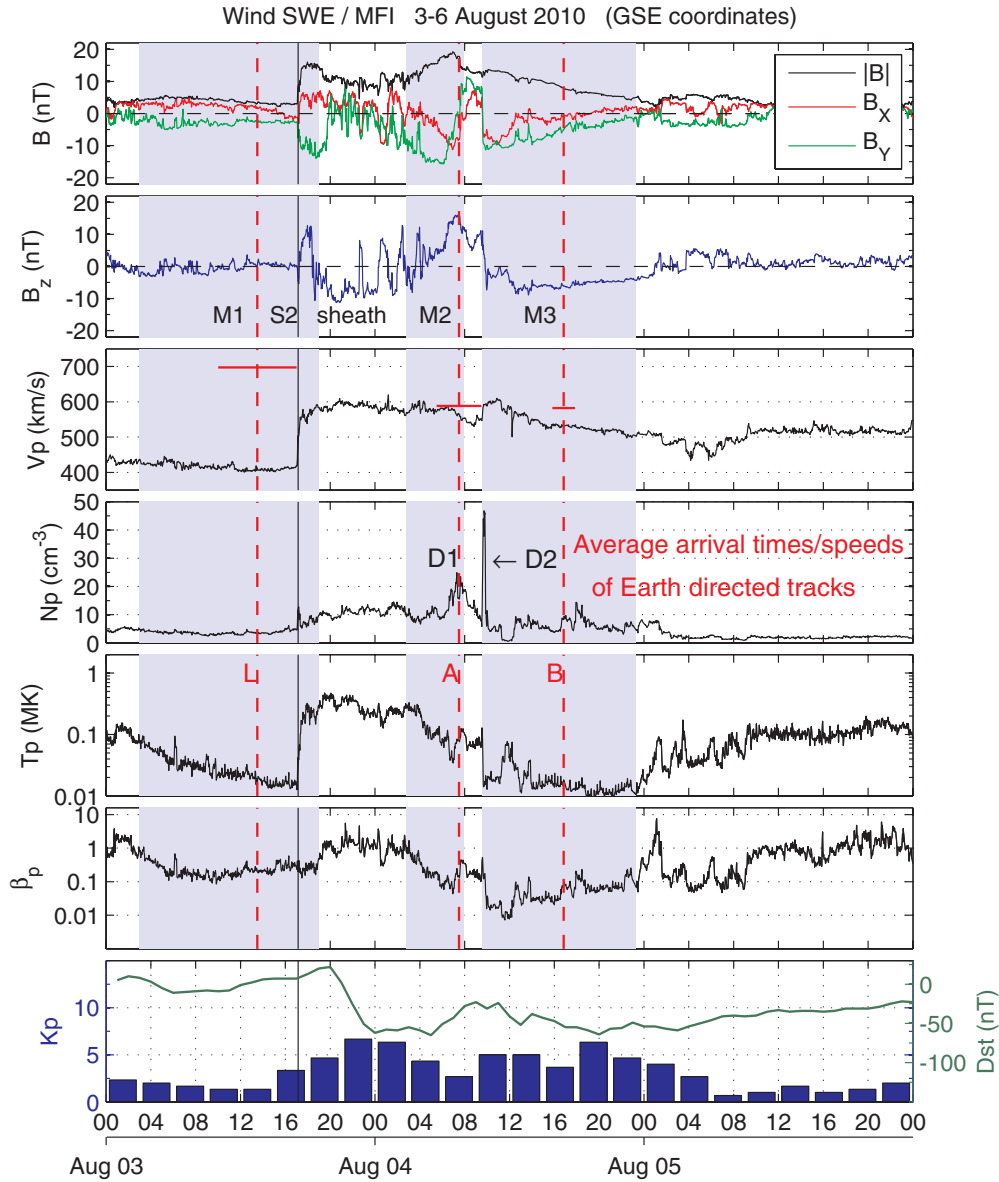 Wind SWE / MFI 3-6 August 2010 (GSE coordinates)
20
10
0
-10
-20
B (nT)
|B|
B_X
B_Y
20
10
0
-10
-20
B_z (nT)
M1 S2 sheath M2 M3
700
600
500
400
Vp (km/s)
50
40
30
20
10
0
Np (cm⁻³)
D1 ← D2
Average arrival times/speeds
of Earth directed tracks
1
0.1
0.01
Tp (MK)
L A B
10
1
0.1
0.01
β_p
10
5
0
Kp
0
-50
-100
Dst (nT)
00 04 08 12 16 20 00 04 08 12 16 20 00 04 08 12 16 20 00
Aug 03 Aug 04 Aug 05